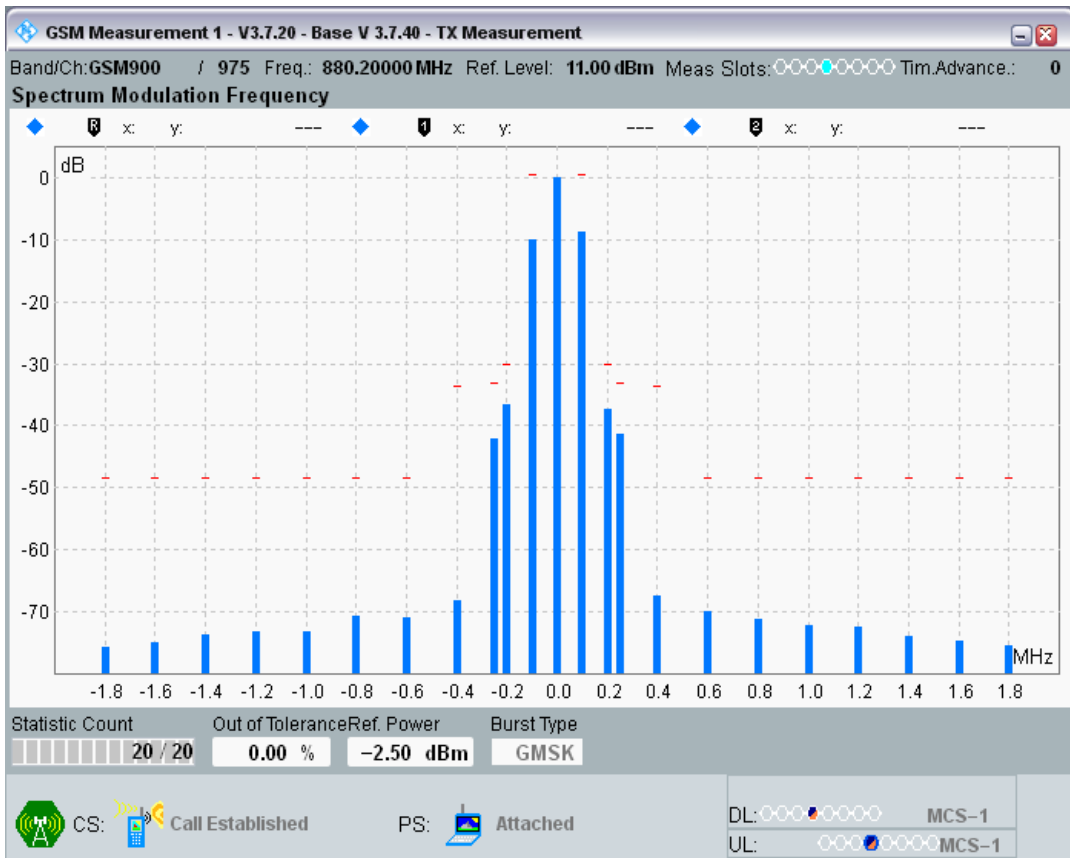 GSM Measurement 1 - V3.7.20 - Base V 3.7.40 - TX Measurement
Band/Ch:GSM900 / 975 Freq.: 880.20000 MHz Ref. Level: 11.00 dBm Meas Slots: Tim.Advance.: 0
Spectrum Modulation Frequency
R x: y: --- 1 x: y: --- 2 x: y: ---
dB
0
-10
-20
-30
-40
-50
-60
-70
MHz
-1.8 -1.6 -1.4 -1.2 -1.0 -0.8 -0.6 -0.4 -0.2 0.0 0.2 0.4 0.6 0.8 1.0 1.2 1.4 1.6 1.8
Statistic Count Out of Tolerance Ref. Power Burst Type
20 / 20 0.00 % −2.50 dBm GMSK
CS: Call Established PS: Attached
DL: MCS−1
UL: MCS−1